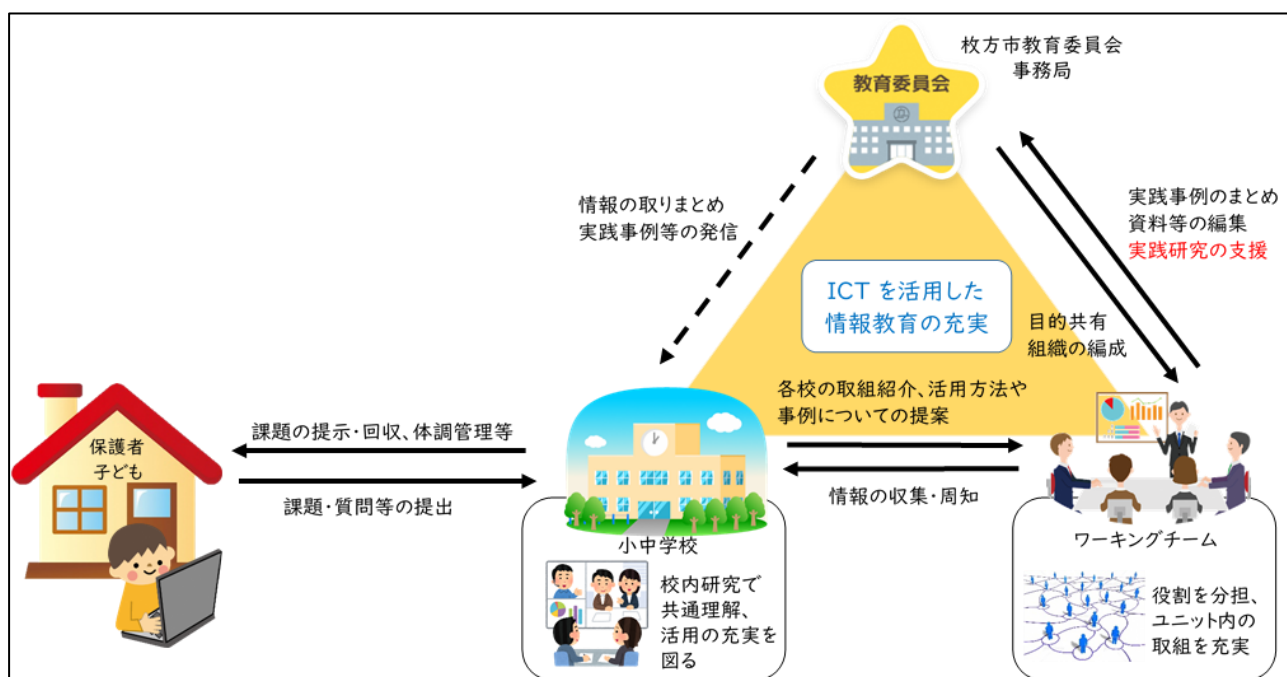 枚方市教育委員会
事務局
教育委員会
情報の取りまとめ
実践事例等の発信
実践事例のまとめ
資料等の編集
実践研究の支援
ICTを活用した
情報教育の充実
目的共有
組織の編成
各校の取組紹介、活用方法や
事例についての提案
情報の収集・周知
保護者
子ども
課題の提示・回収、体調管理等
課題・質問等の提出
小中学校
校内研究で
共通理解、
活用の充実を
図る
ワーキングチーム
役割を分担、
ユニット内の
取組を充実